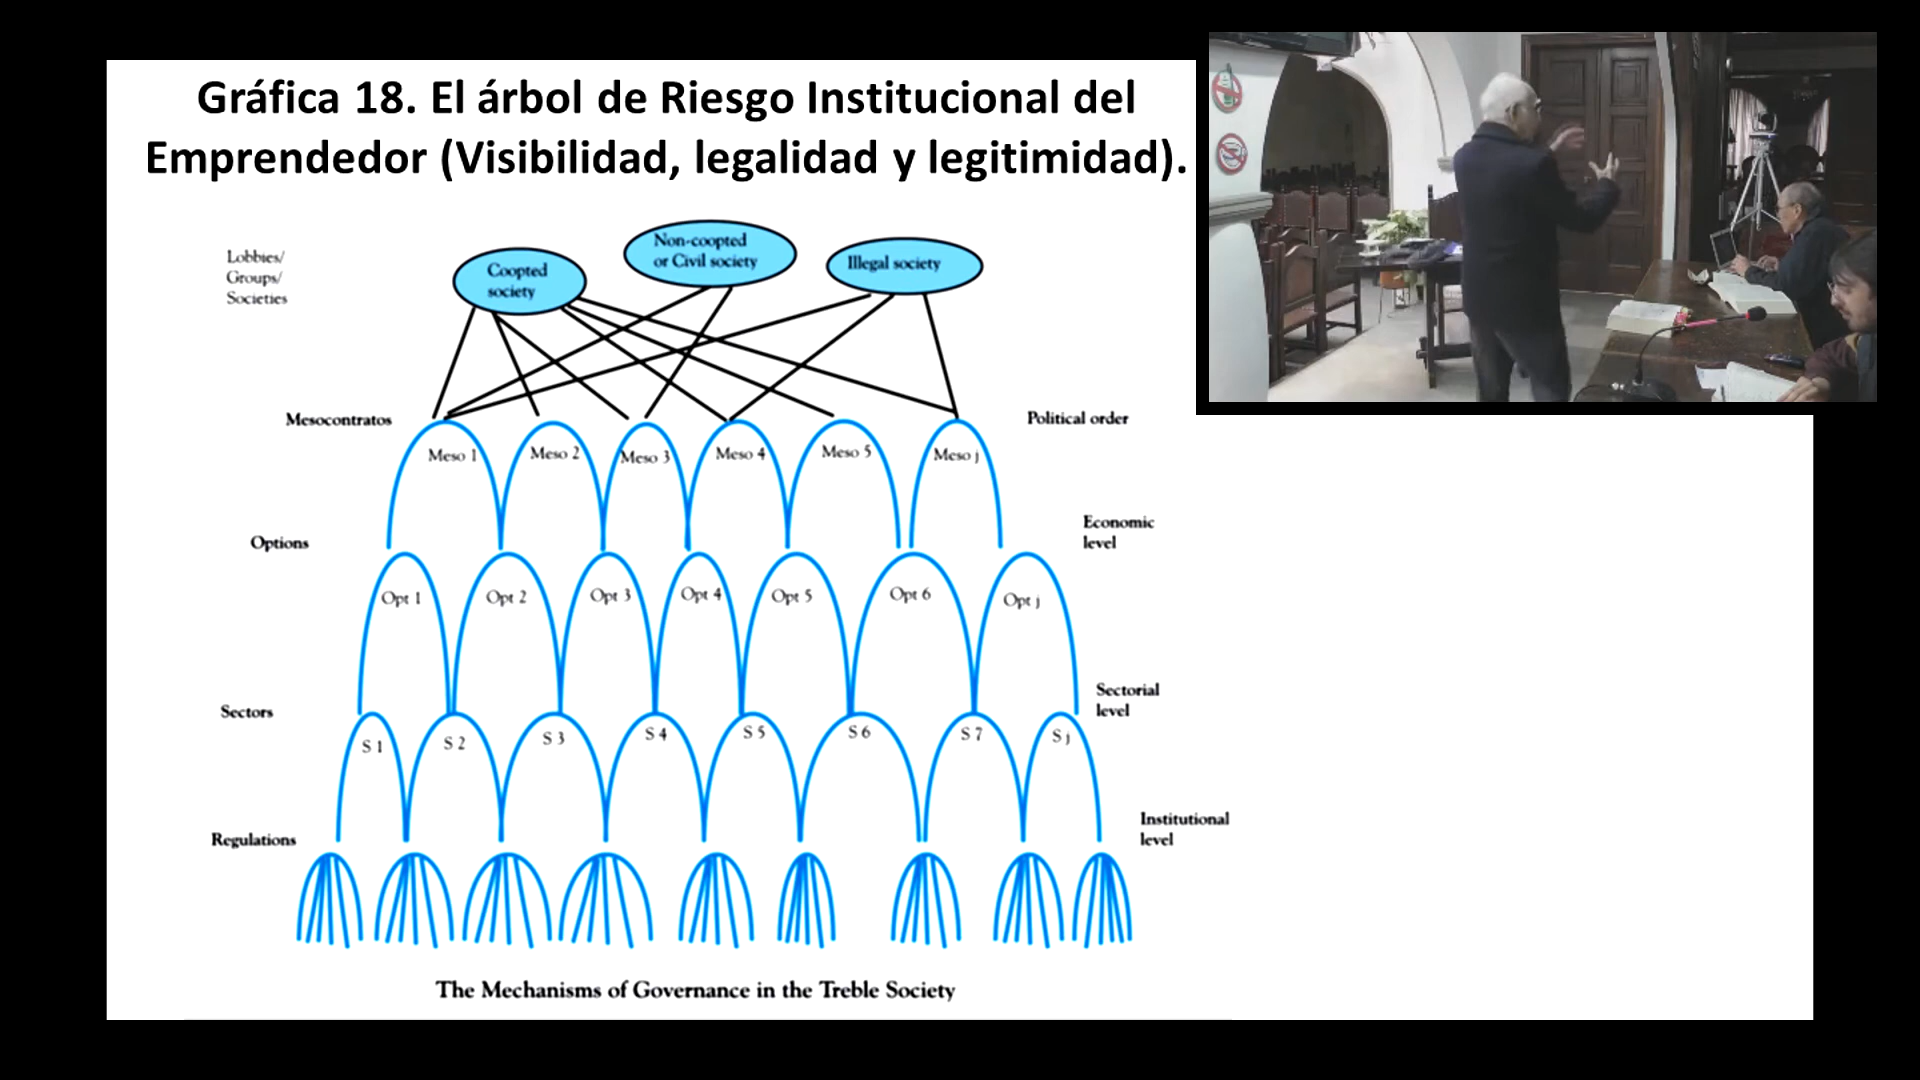 Gráfica 18. El árbol de Riesgo Institucional del
Emprendedor (Visibilidad, legalidad y legitimidad).
Lobbies/
Groups/
Societies
Coopted
society
Non-coopted
or Civil society
Illegal society
Mesocontratos
Political order
Meso 1
Meso 2
Meso 3
Meso 4
Meso 5
Meso j
Options
Economic
level
Opt 1
Opt 2
Opt 3
Opt 4
Opt 5
Opt 6
Opt j
Sectors
Sectorial
level
S 1
S 2
S 3
S 4
S 5
S 6
S 7
S j
Regulations
Institutional
level
The Mechanisms of Governance in the Treble Society